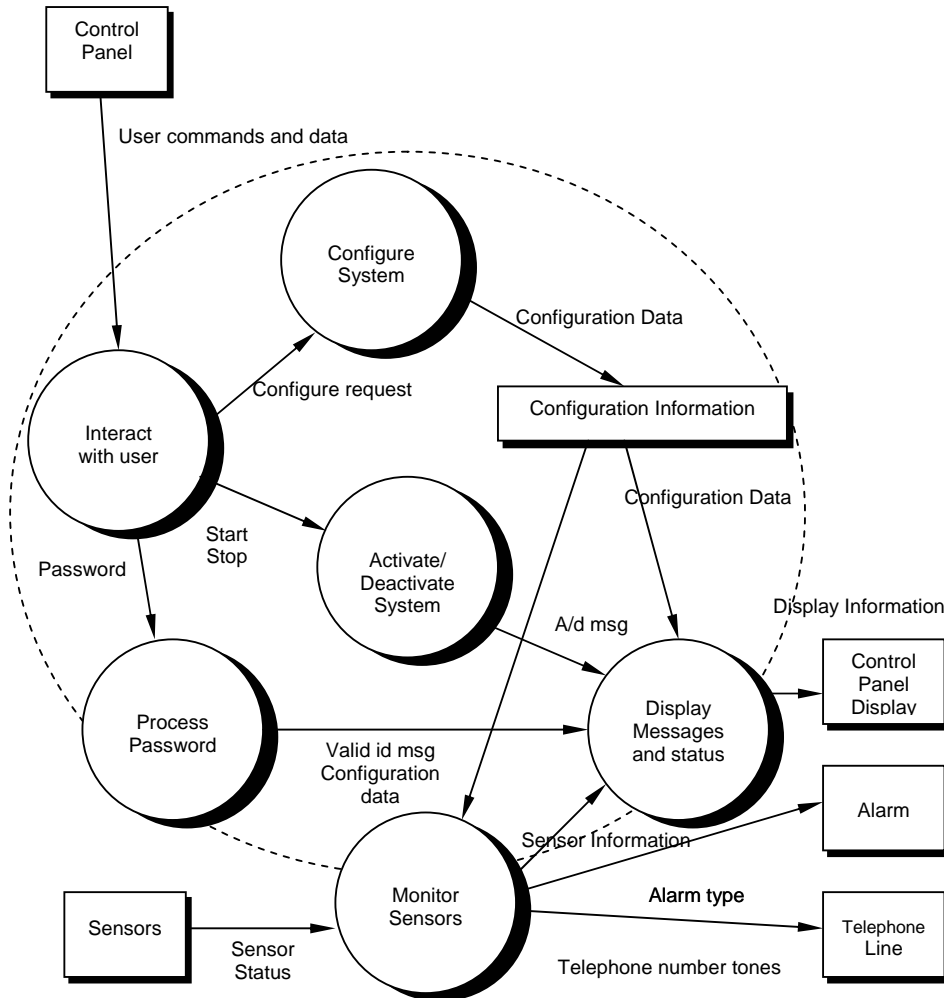 Control
Panel
User commands and data
Configure
System
Configuration Data
Configure request
Configuration Information
Interact
with user
Configuration Data
Start
Stop
Password
Activate/
Deactivate
System
A/d msg
Display Information
Control
Panel
Display
Process
Password
Display
Messages
and status
Valid id msg
Configuration
data
Alarm
Sensor Information
Monitor
Sensors
Alarm type
Sensors
Sensor
Status
Telephone
Line
Telephone number tones